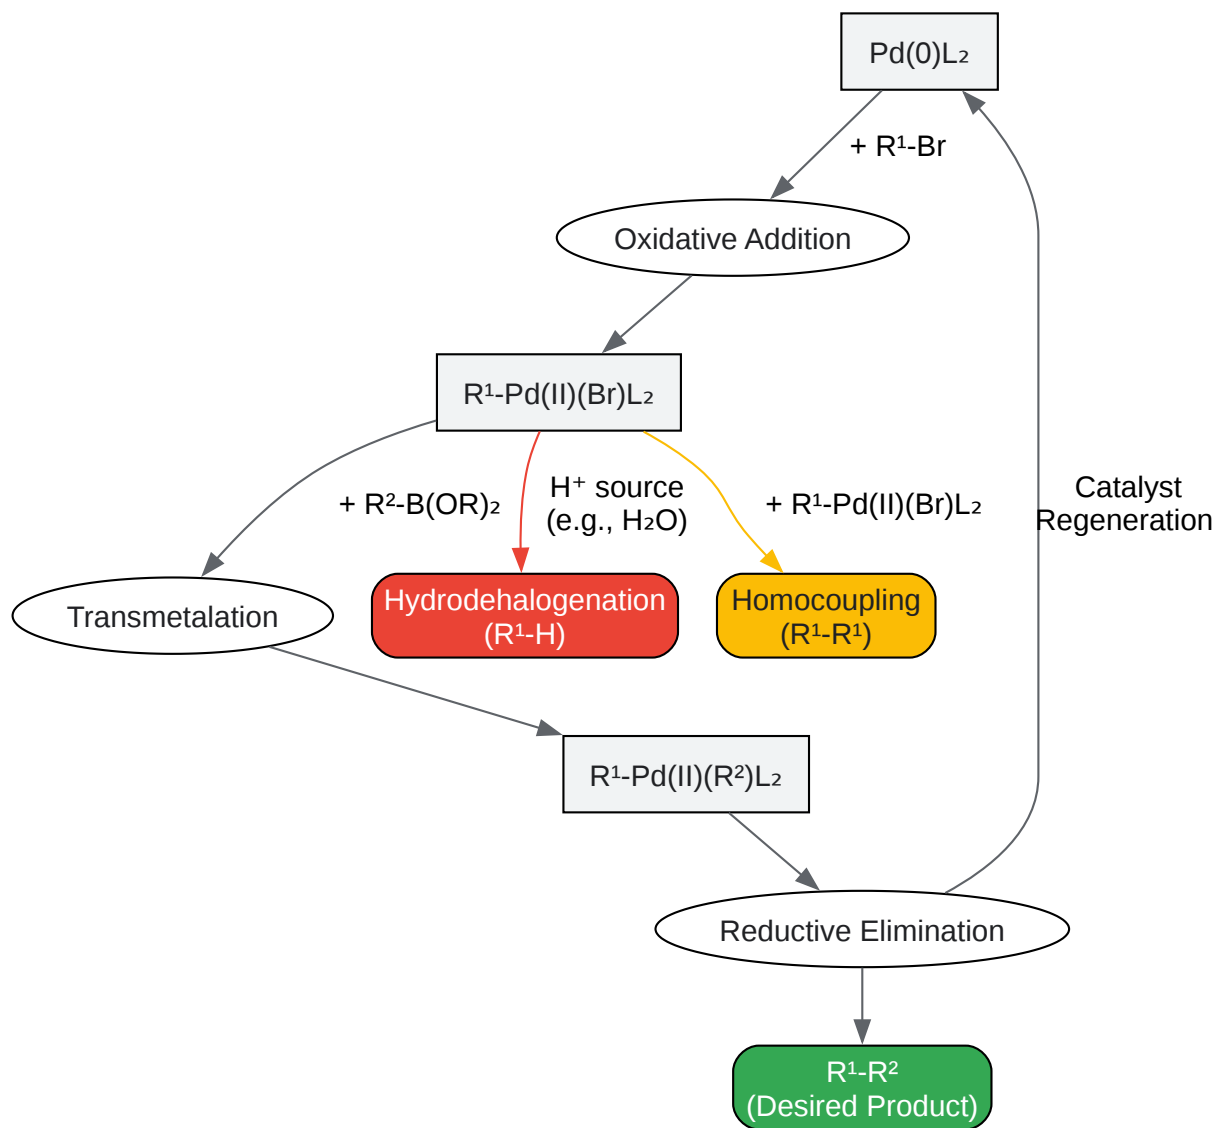 Pd(0)L₂
+ R¹-Br
Oxidative Addition
R¹-Pd(II)(Br)L₂
+ R²-B(OR)₂
H⁺ source
(e.g., H₂O)
+ R¹-Pd(II)(Br)L₂
Catalyst
Regeneration
Transmetalation
Hydrodehalogenation
(R¹-H)
Homocoupling
(R¹-R¹)
R¹-Pd(II)(R²)L₂
Reductive Elimination
R¹-R²
(Desired Product)